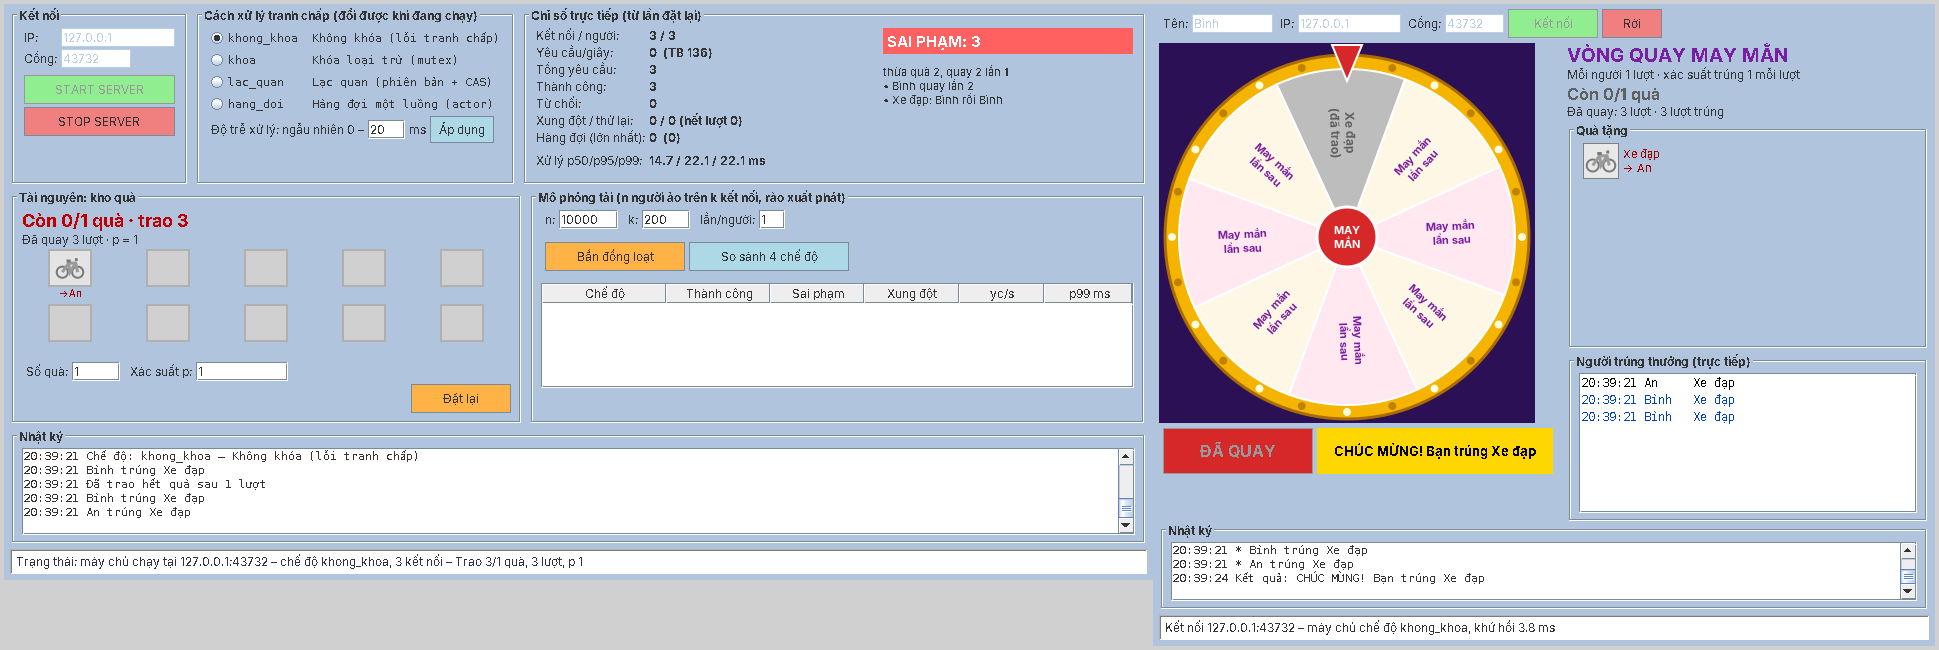 Kết nối
IP: 127.0.0.1
Cổng: 43732
START SERVER
STOP SERVER
Cách xử lý tranh chấp (đổi được khi đang chạy)
khong_khoa Không khóa (lỗi tranh chấp)
khoa Khóa loại trừ (mutex)
lac_quan Lạc quan (phiên bản + CAS)
hang_doi Hàng đợi một luồng (actor)
Độ trễ xử lý: ngẫu nhiên 0 – 20 ms Áp dụng
Chỉ số trực tiếp (từ lần đặt lại)
Kết nối / người: 3 / 3
Yêu cầu/giây: 0 (TB 136)
Tổng yêu cầu: 3
Thành công: 3
Từ chối: 0
Xung đột / thử lại: 0 / 0 (hết lượt 0)
Hàng đợi (lớn nhất): 0 (0)
Xử lý p50/p95/p99: 14.7 / 22.1 / 22.1 ms
SAI PHẠM: 3
thừa quà 2, quay 2 lần 1
• Bình quay lần 2
• Xe đạp: Bình rồi Bình
Tài nguyên: kho quà
Còn 0/1 quà · trao 3
Đã quay 3 lượt · p = 1
→An
Số quà: 1 Xác suất p: 1
Đặt lại
Mô phỏng tải (n người ảo trên k kết nối, rào xuất phát)
n: 10000 k: 200 lần/người: 1
Bắn đồng loạt
So sánh 4 chế độ
Chế độ Thành công Sai phạm Xung đột yc/s p99 ms
Nhật ký
20:39:21 Chế độ: khong_khoa – Không khóa (lỗi tranh chấp)
20:39:21 Bình trúng Xe đạp
20:39:21 Đã trao hết quà sau 1 lượt
20:39:21 Bình trúng Xe đạp
20:39:21 An trúng Xe đạp
Trạng thái: máy chủ chạy tại 127.0.0.1:43732 – chế độ khong_khoa, 3 kết nối – Trao 3/1 quà, 3 lượt, p 1
Tên: Bình IP: 127.0.0.1 Cổng: 43732 Kết nối Rời
Xe đạp
(đã trao)
May mắn
lần sau
May mắn
lần sau
May mắn
lần sau
May mắn
lần sau
May mắn
lần sau
May mắn
lần sau
May mắn
lần sau
MAY
MẮN
ĐÃ QUAY
CHÚC MỪNG! Bạn trúng Xe đạp
VÒNG QUAY MAY MẮN
Mỗi người 1 lượt · xác suất trúng 1 mỗi lượt
Còn 0/1 quà
Đã quay: 3 lượt · 3 lượt trúng
Quà tặng
Xe đạp
→ An
Người trúng thưởng (trực tiếp)
20:39:21 An Xe đạp
20:39:21 Bình Xe đạp
20:39:21 Bình Xe đạp
Nhật ký
20:39:21 * Bình trúng Xe đạp
20:39:21 * An trúng Xe đạp
20:39:24 Kết quả: CHÚC MỪNG! Bạn trúng Xe đạp
Kết nối 127.0.0.1:43732 – máy chủ chế độ khong_khoa, khứ hồi 3.8 ms